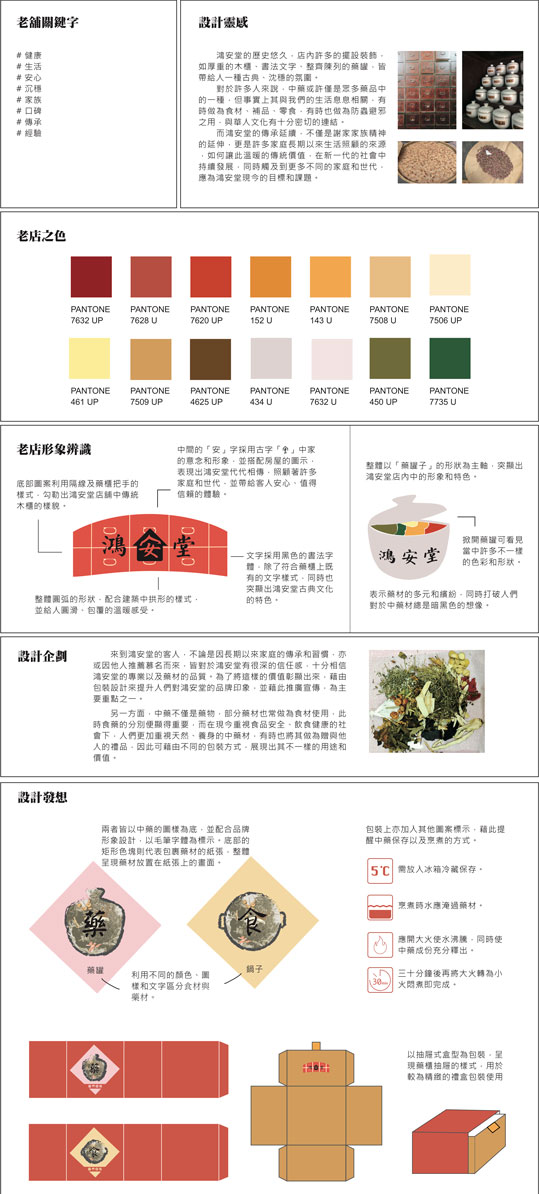 老舖關鍵字
# 健康
# 生活
# 安心
# 沉穩
# 家族
# 口碑
# 傳承
# 經驗
設計靈感
鴻安堂的歷史悠久，店內許多的擺設裝飾，
如厚重的木櫃、書法文字、整齊陳列的藥罐，皆
帶給人一種古典、沈穩的氛圍。
對於許多人來說，中藥或許僅是眾多藥品中
的一種，但事實上其與我們的生活息息相關，有
時做為食材、補品、零食，有時也做為防蟲避邪
之用，與華人文化有十分密切的連結。
而鴻安堂的傳承延續，不僅是謝家家族精神
的延伸，更是許多家庭長期以來生活照顧的來源
，如何讓此溫暖的傳統價值，在新一代的社會中
持續發展，同時觸及到更多不同的家庭和世代，
應為鴻安堂現今的目標和課題。
老店之色
PANTONE 7632 UP
PANTONE 7628 U
PANTONE 7620 UP
PANTONE 152 U
PANTONE 143 U
PANTONE 7508 U
PANTONE 7506 UP
PANTONE 461 UP
PANTONE 7509 UP
PANTONE 4625 UP
PANTONE 434 U
PANTONE 7632 U
PANTONE 450 UP
PANTONE 7735 U
老店形象辨識
底部圖案利用隔線及藥櫃把手的
樣式，勾勒出鴻安堂店舖中傳統
木櫃的樣貌。
中間的「安」字採用古字「」中家
的意念和形象，並搭配房屋的圖示，
表現出鴻安堂代代相傳，照顧著許多
家庭和世代，並帶給客人安心、值得
信賴的體驗。
鴻安堂
文字採用黑色的書法字
體，除了符合藥櫃上既
有的文字樣式，同時也
突顯出鴻安堂古典文化
的特色。
整體圓弧的形狀，配合建築中拱形的樣式，
並給人圓滑、包覆的溫暖感受。
整體以「藥罐子」的形狀為主軸，突顯出
鴻安堂店內中的形象和特色。
鴻安堂
掀開藥罐可看見
當中許多不一樣
的色彩和形狀。
表示藥材的多元和繽紛，同時打破人們
對於中藥材總是暗黑色的想像。
設計企劃
來到鴻安堂的客人，不論是因長期以來家庭的傳承和習慣，亦
或因他人推薦慕名而來，皆對於鴻安堂有很深的信任感，十分相信
鴻安堂的專業以及藥材的品質。為了將這樣的價值彰顯出來，藉由
包裝設計來提升人們對鴻安堂的品牌印象，並藉此推廣宣傳，為主
要重點之一。
另一方面，中藥不僅是藥物，部分藥材也常做為食材使用，此
時食藥的分別便顯得重要，而在現今重視食品安全、飲食健康的社
會下，人們更加重視天然、養身的中藥材，有時也將其做為贈與他
人的禮品，因此可藉由不同的包裝方式，展現出其不一樣的用途和
價值。
設計發想
兩者皆以中藥的圖樣為底，並配合品牌
形象設計，以毛筆字體為標示。底部的
矩形色塊則代表包裹藥材的紙張，整體
呈現藥材放置在紙張上的畫面。
藥
藥罐
食
鍋子
利用不同的顏色、圖
樣和文字區分食材與
藥材。
包裝上亦加入其他圖案標示，藉此提
醒中藥保存以及烹煮的方式。
5℃ 需放入冰箱冷藏保存。
烹煮時水應淹過藥材。
應開大火使水沸騰，同時使
中藥成份充分釋出。
30min 三十分鐘後再將大火轉為小
火悶煮即完成。
藥
食
以抽屜式盒型為包裝，呈
現藥櫃抽屜的樣式，用於
較為精緻的禮盒包裝使用